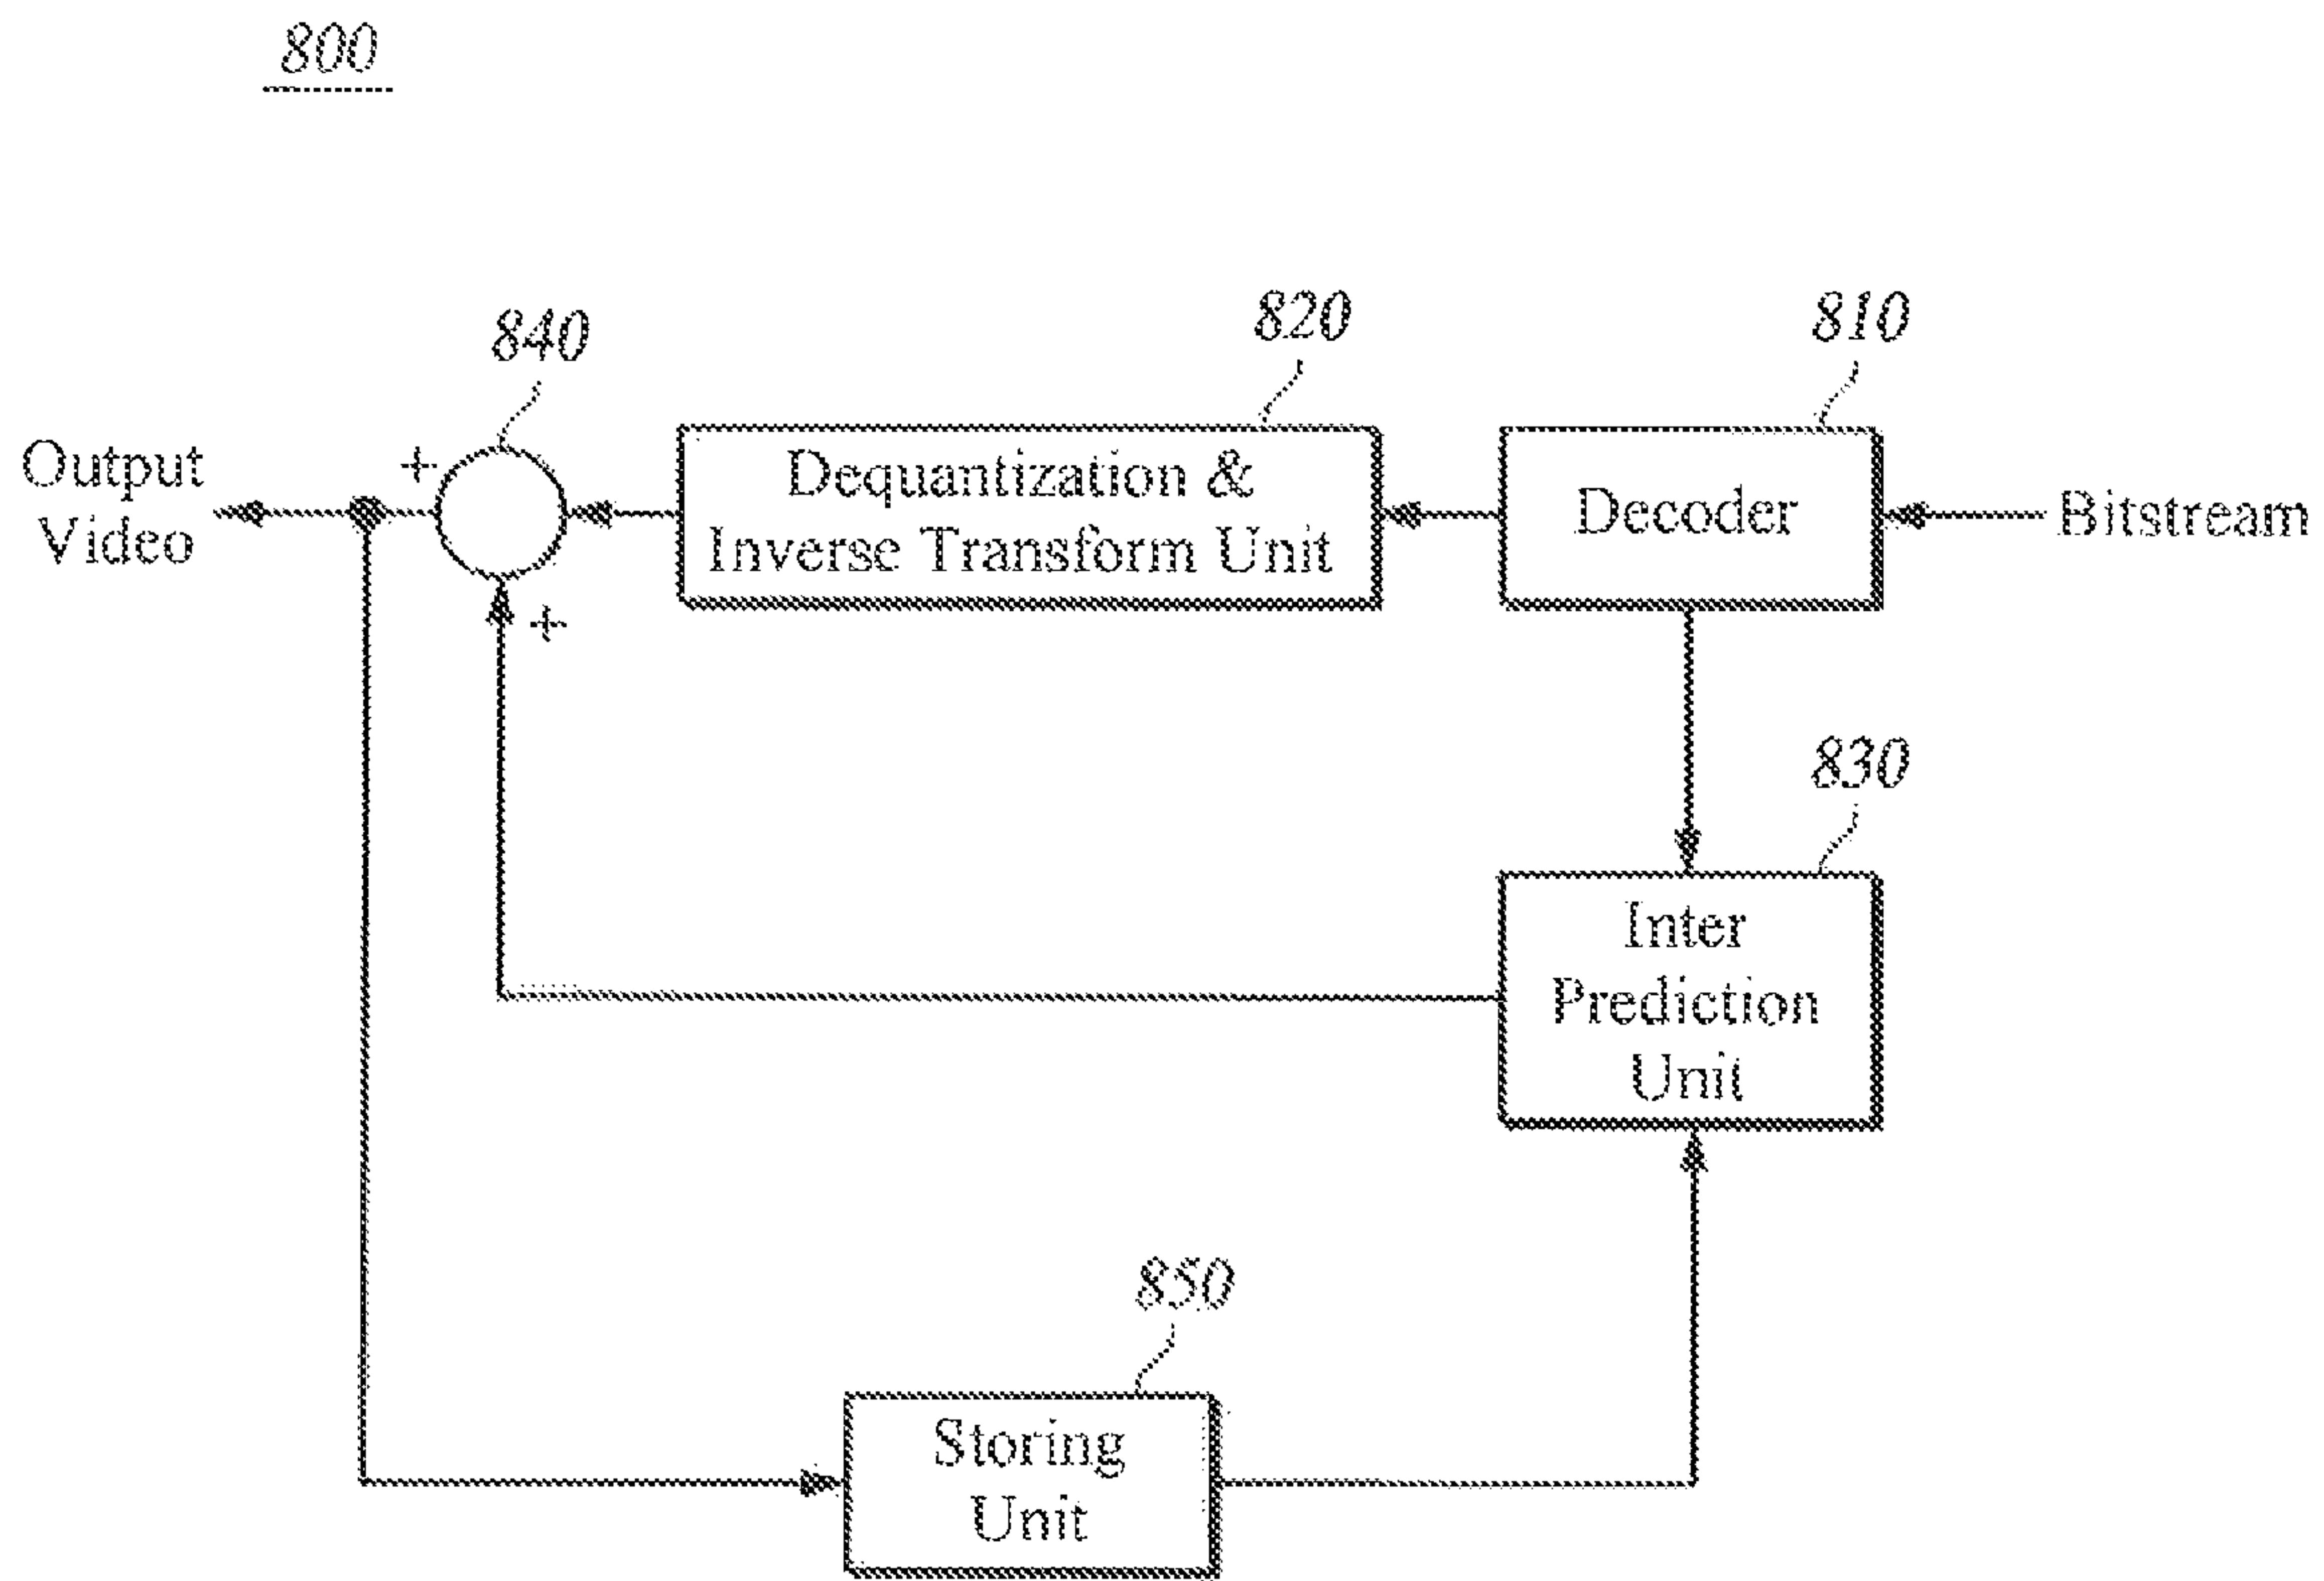 800
840
820
810
Output
Video
+
Dequantization &
Inverse Transform Unit
Decoder
Bitstream
+
830
Inter
Prediction
Unit
850
Storing
Unit